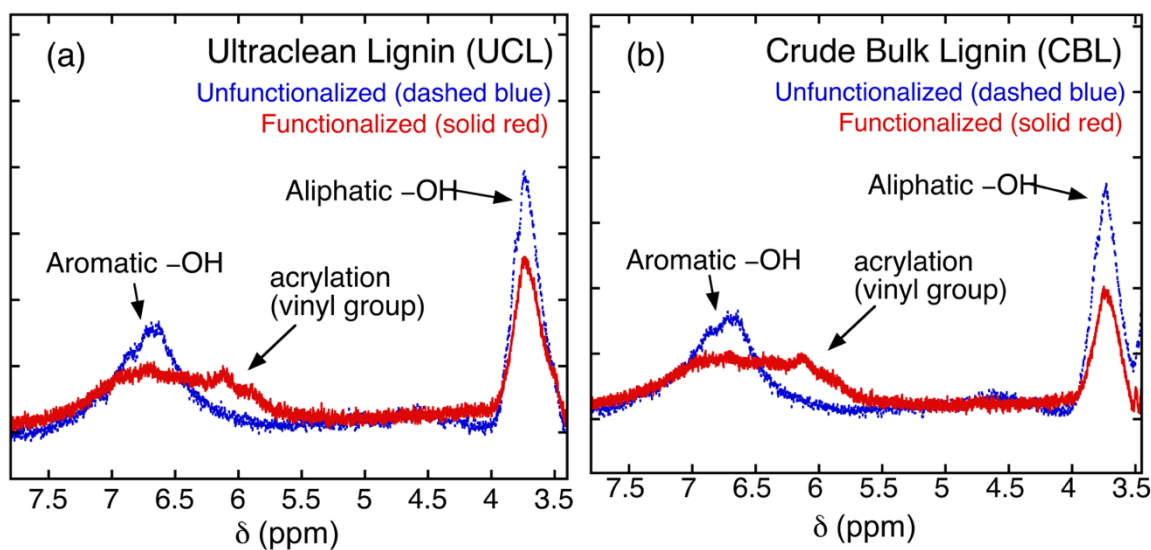 (a)
Ultraclean Lignin (UCL)
Unfunctionalized (dashed blue)
Functionalized (solid red)
Aliphatic –OH
Aromatic –OH
acrylation
(vinyl group)
7.5 7 6.5 6 5.5 5 4.5 4 3.5
δ (ppm)
(b)
Crude Bulk Lignin (CBL)
Unfunctionalized (dashed blue)
Functionalized (solid red)
Aliphatic –OH
Aromatic –OH
acrylation
(vinyl group)
7.5 7 6.5 6 5.5 5 4.5 4 3.5
δ (ppm)